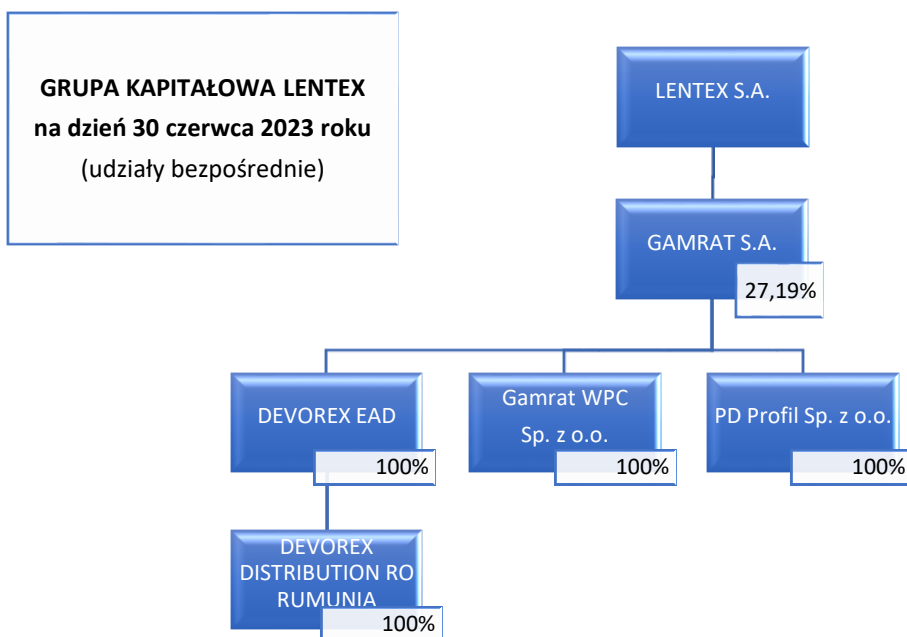 GRUPA KAPITAŁOWA LENTEX
na dzień 30 czerwca 2023 roku
(udziały bezpośrednie)
LENTEX S.A.
GAMRAT S.A.
27,19%
DEVOREX EAD
100%
Gamrat WPC
Sp. z o.o.
100%
PD Profil Sp. z o.o.
100%
DEVOREX
DISTRIBUTION RO
RUMUNIA
100%